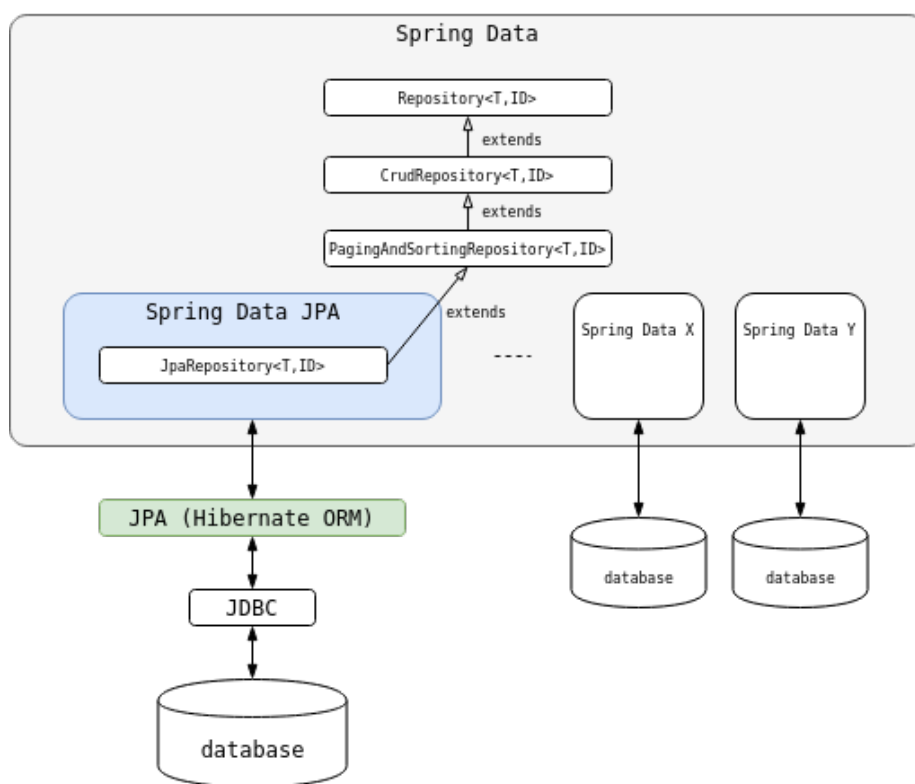 Spring Data
Repository<T,ID>
extends
CrudRepository<T,ID>
extends
PagingAndSortingRepository<T,ID>
Spring Data JPA
extends
JpaRepository<T,ID>
Spring Data X
Spring Data Y
JPA (Hibernate ORM)
JDBC
database
database
database